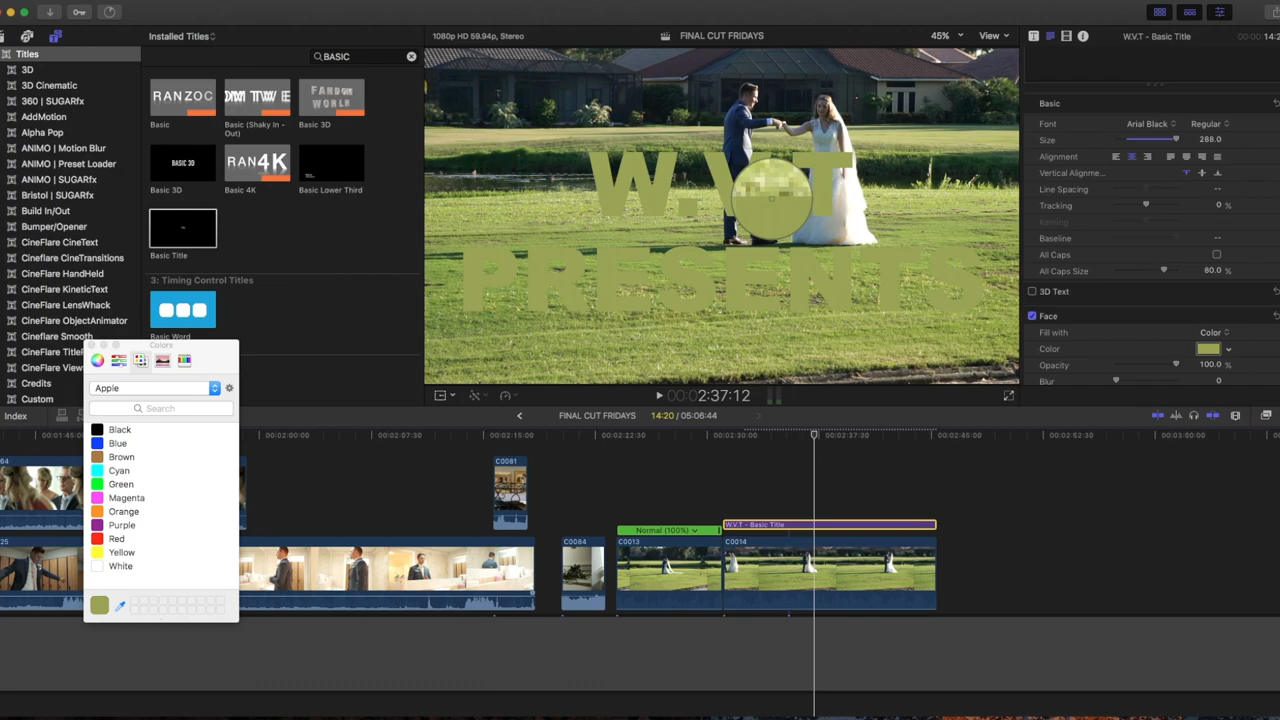 Installed Titles
1080p HD 59.94p, Stereo
FINAL CUT FRIDAYS
45%
View
W.V.T - Basic Title
Titles
BASIC
3D
3D Cinematic
360 | SUGARfx
AddMotion
Alpha Pop
ANIMO | Motion Blur
ANIMO | Preset Loader
ANIMO | SUGARfx
Bristol | SUGARfx
Build In/Out
Bumper/Opener
CineFlare CineText
CineFlare CineTransitions
CineFlare HandHeld
CineFlare KineticText
CineFlare LensWhack
CineFlare ObjectAnimator
CineFlare Smooth
Credits
Custom
RANZOC
FANDOM
WORLD
Basic
Basic (Shaky In -
Out)
Basic 3D
BASIC 3D
RAN4K
Basic 3D
Basic 4K
Basic Lower Third
Basic Title
3: Timing Control Titles
Basic Word
W.V.T
PRESENTS
Basic
Font
Arial Black
Regular
Size
288.0
Alignment
Vertical Alignme...
Line Spacing
--
Tracking
0 %
Kerning
Baseline
--
All Caps
All Caps Size
80.0 %
3D Text
Face
Fill with
Color
Color
Opacity
100.0 %
Blur
0
Colors
Apple
Search
Black
Blue
Brown
Cyan
Green
Magenta
Orange
Purple
Red
Yellow
White
00:00:02:37:12
Index
FINAL CUT FRIDAYS
14:20 / 05:06:44
00:02:00:00
00:02:07:30
00:02:15:00
00:02:22:30
00:02:30:00
00:02:37:30
00:02:45:00
00:02:52:30
00:03:00:00
C0081
Normal (100%)
W.V.T - Basic Title
C0084
C0013
C0014